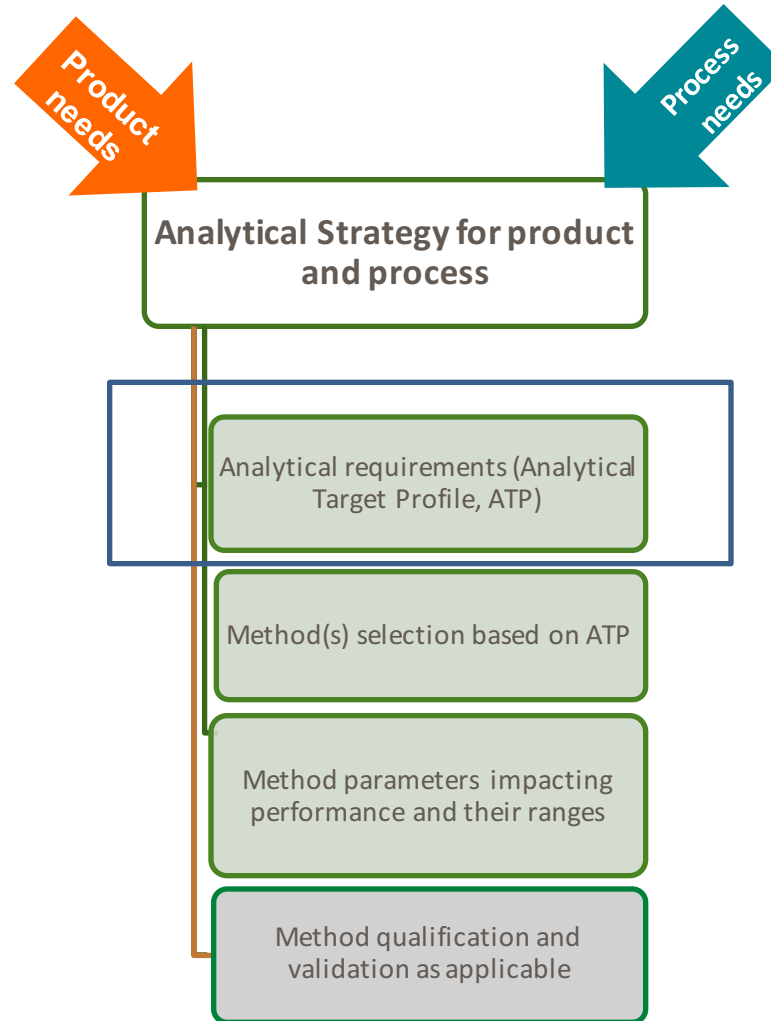 Product
needs
Process
needs
Analytical Strategy for product
and process
Analytical requirements (Analytical
Target Profile, ATP)
Method(s) selection based on ATP
Method parameters impacting
performance and their ranges
Method qualification and
validation as applicable